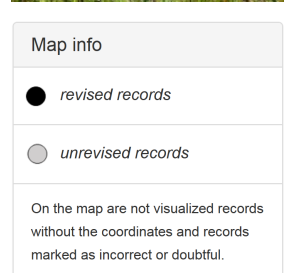 Map info
revised records
unrevised records
On the map are not visualized records
without the coordinates and records
marked as incorrect or doubtful.